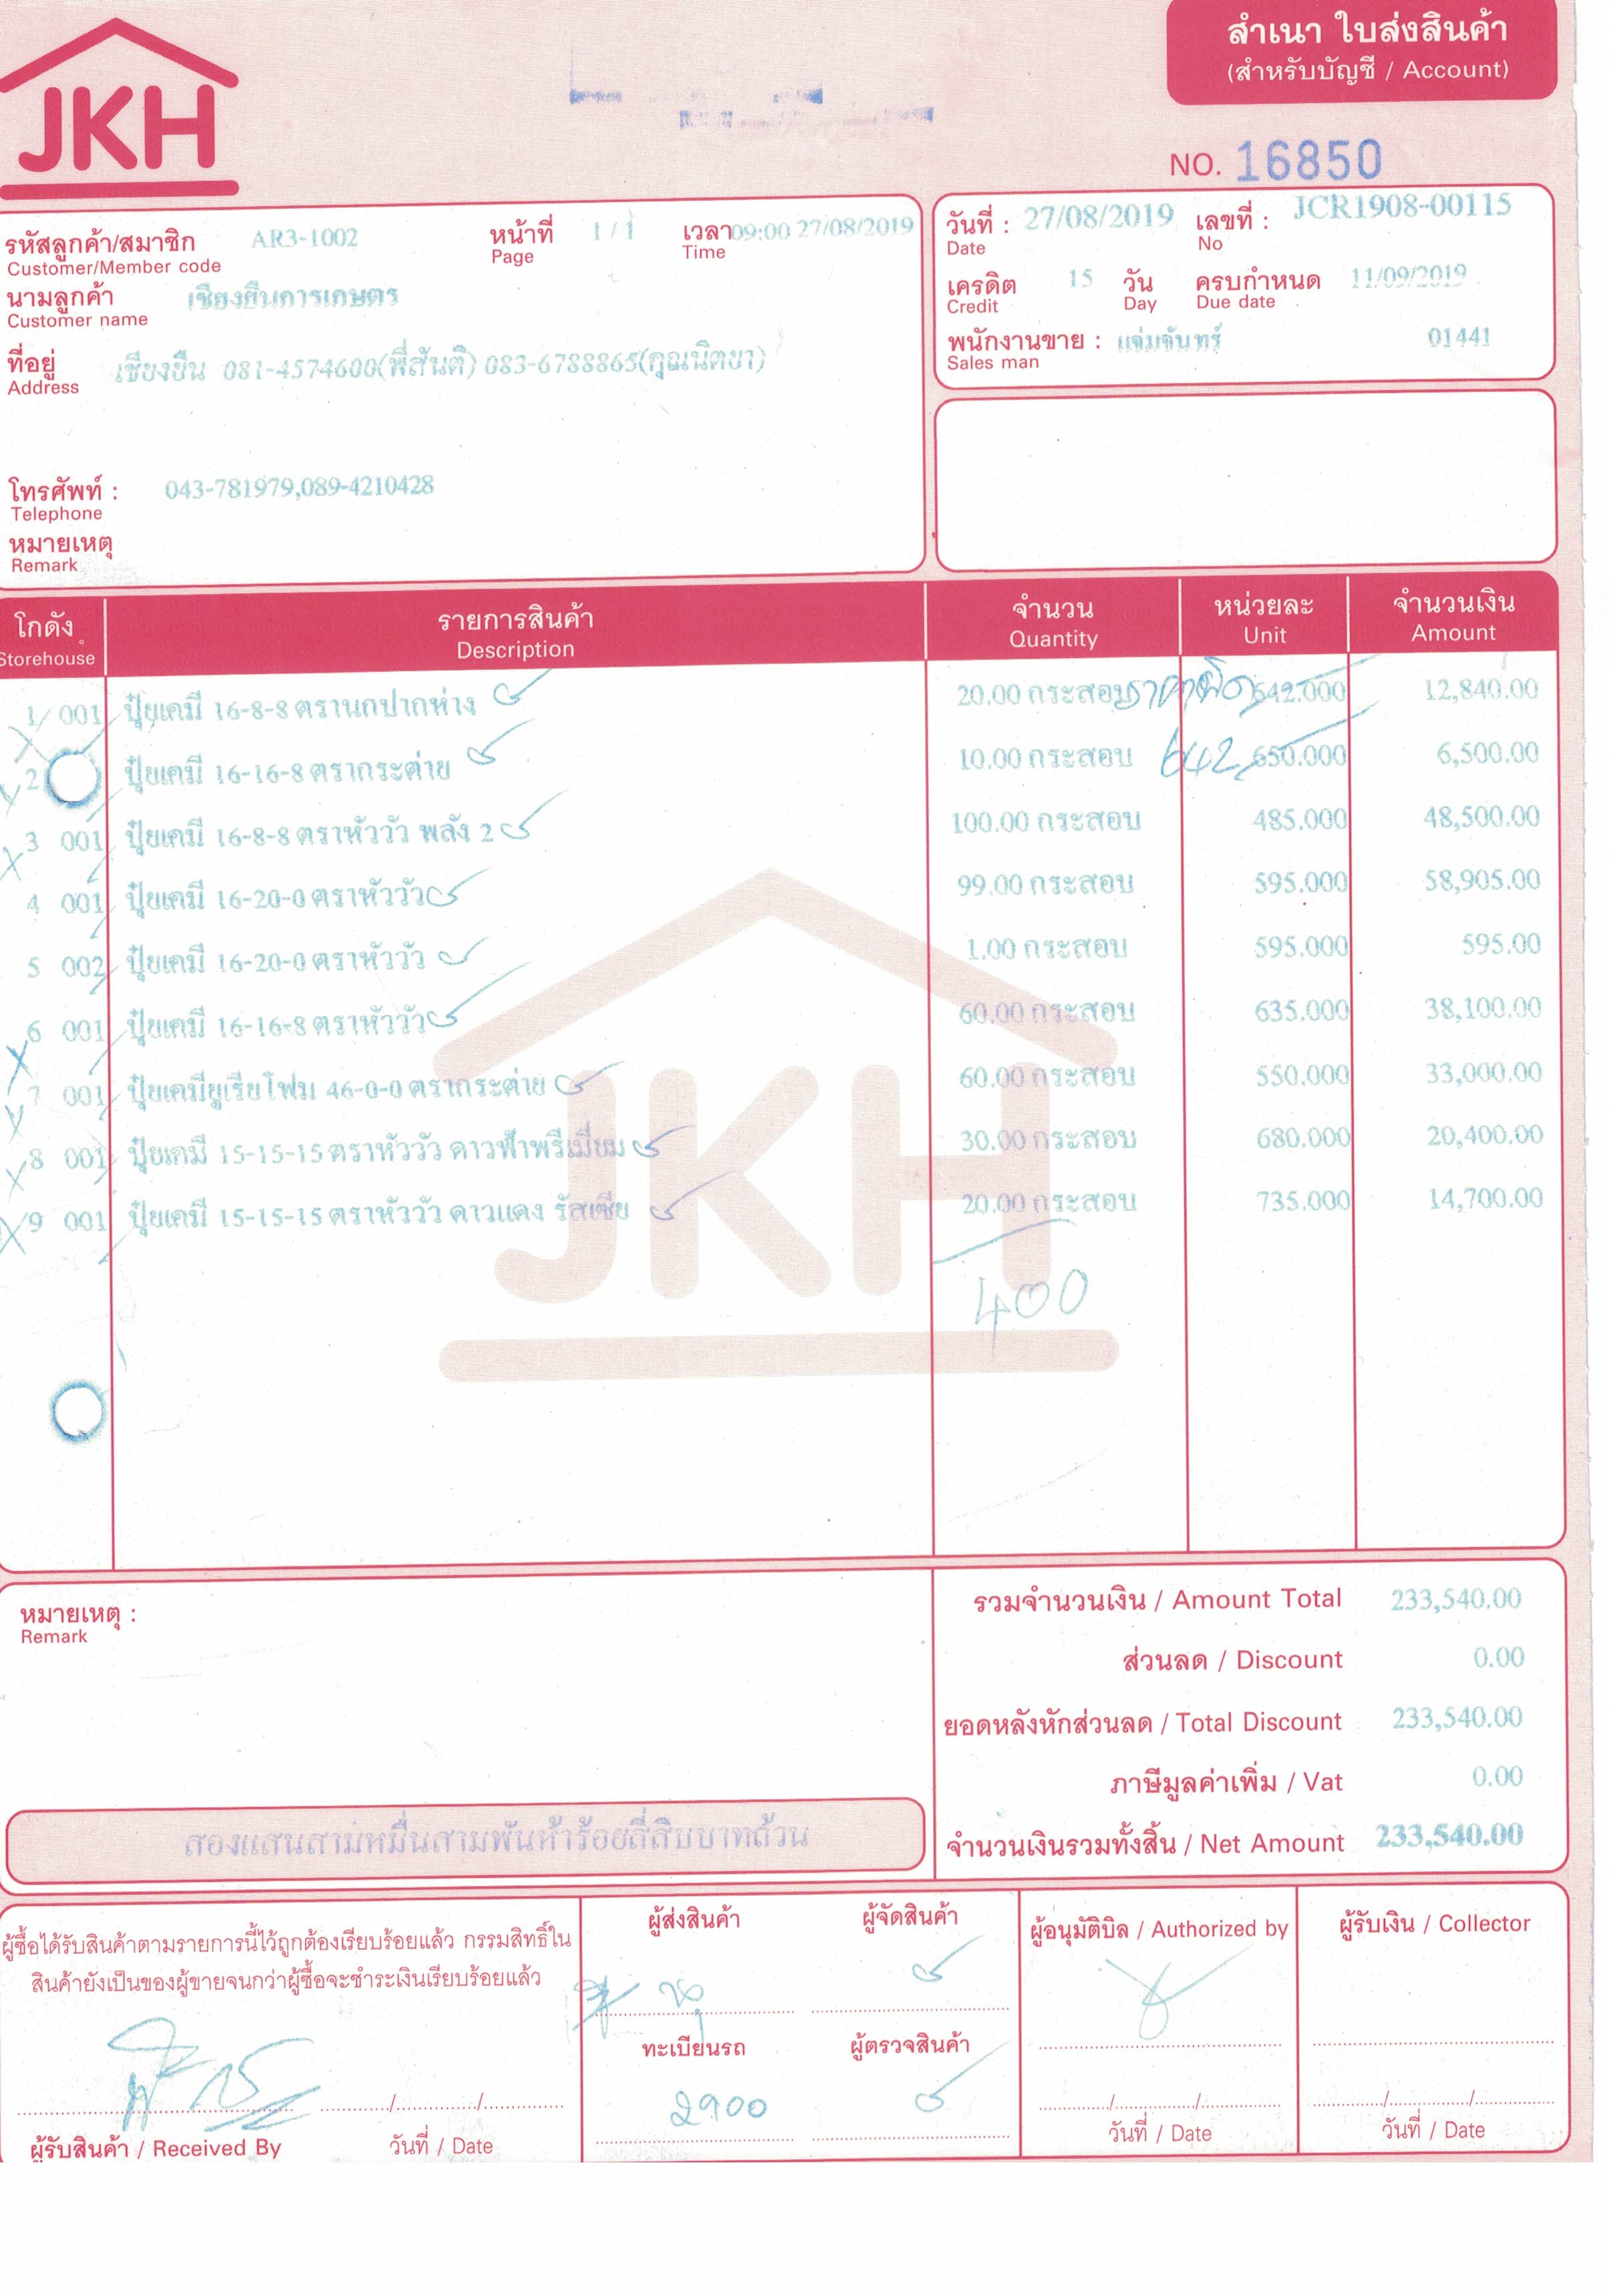 JKH
สำเนา ใบส่งสินค้า
(สำหรับบัญชี / Account)
NO. 16850
รหัสลูกค้า/สมาชิก AR3-1002 หน้าที่ 1 / 1 เวลา 09:00 27/08/2019
Customer/Member code Page Time
นามลูกค้า เชียงยืนการเกษตร
Customer name
ที่อยู่ เชียงยืน 081-4574600(พี่สันติ) 083-6788865(คุณนิตยา)
Address
โทรศัพท์ : 043-781979,089-4210428
Telephone
หมายเหตุ
Remark
วันที่ : 27/08/2019 เลขที่ : JCR1908-00115
Date No
เครดิต 15 วัน ครบกำหนด 11/09/2019
Credit Day Due date
พนักงานขาย : แจ่มจันทร์ 01441
Sales man
โกดัง รายการสินค้า จำนวน หน่วยละ จำนวนเงิน
Storehouse Description Quantity Unit Amount
1 001 ปุ๋ยเคมี 16-8-8 ตรานกปากห่าง 20.00 กระสอบ ราคาผิด 642.000 12,840.00
2 ปุ๋ยเคมี 16-16-8 ตรากระต่าย 10.00 กระสอบ 642 650.000 6,500.00
3 001 ปุ๋ยเคมี 16-8-8 ตราหัววัว พลัง 2 100.00 กระสอบ 485.000 48,500.00
4 001 ปุ๋ยเคมี 16-20-0 ตราหัววัว 99.00 กระสอบ 595.000 58,905.00
5 002 ปุ๋ยเคมี 16-20-0 ตราหัววัว 1.00 กระสอบ 595.000 595.00
6 001 ปุ๋ยเคมี 16-16-8 ตราหัววัว 60.00 กระสอบ 635.000 38,100.00
7 001 ปุ๋ยเคมียูเรียโฟม 46-0-0 ตรากระต่าย 60.00 กระสอบ 550.000 33,000.00
8 001 ปุ๋ยเคมี 15-15-15 ตราหัววัว ดาวฟ้าพรีเมี่ยม 30.00 กระสอบ 680.000 20,400.00
9 001 ปุ๋ยเคมี 15-15-15 ตราหัววัว ดาวแดง รัสเซีย 20.00 กระสอบ 735.000 14,700.00
400
JKH
หมายเหตุ :
Remark
รวมจำนวนเงิน / Amount Total 233,540.00
ส่วนลด / Discount 0.00
ยอดหลังหักส่วนลด / Total Discount 233,540.00
ภาษีมูลค่าเพิ่ม / Vat 0.00
จำนวนเงินรวมทั้งสิ้น / Net Amount 233,540.00
สองแสนสามหมื่นสามพันห้าร้อยสี่สิบบาทถ้วน
ผู้ซื้อได้รับสินค้าตามรายการนี้ไว้ถูกต้องเรียบร้อยแล้ว กรรมสิทธิ์ใน
สินค้ายังเป็นของผู้ขายจนกว่าผู้ซื้อจะชำระเงินเรียบร้อยแล้ว
ผู้รับสินค้า / Received By วันที่ / Date
ผู้ส่งสินค้า ผู้จัดสินค้า
ทะเบียนรถ ผู้ตรวจสินค้า
2900
ผู้อนุมัติบิล / Authorized by
วันที่ / Date
ผู้รับเงิน / Collector
วันที่ / Date